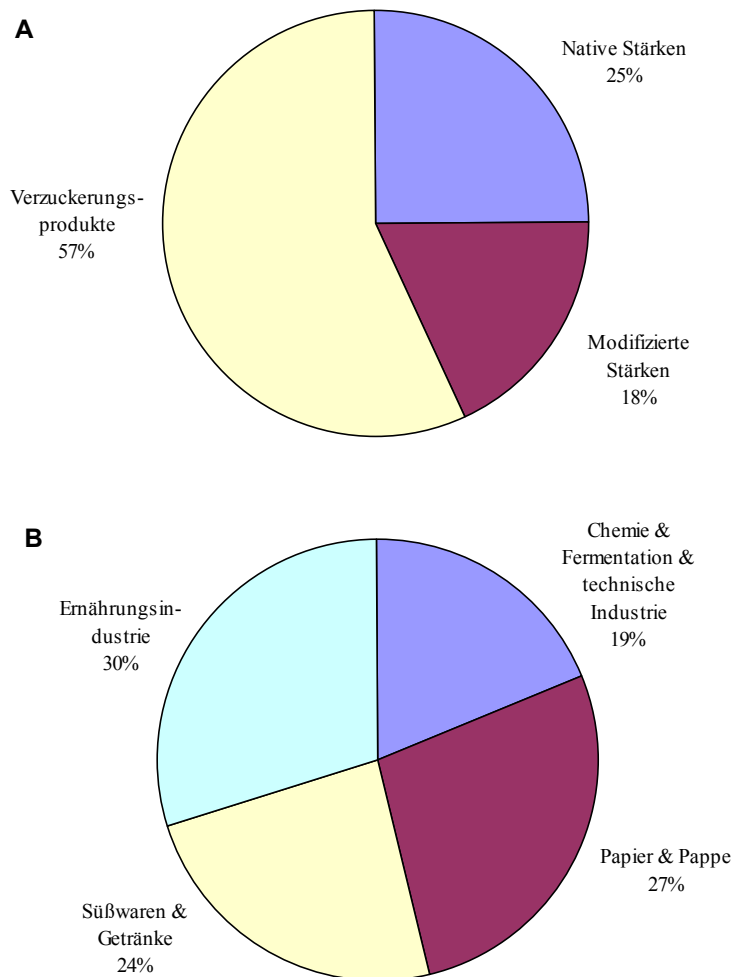 A
Native Stärken
25%
Verzuckerungs-
produkte
57%
Modifizierte
Stärken
18%
B
Chemie &
Fermentation &
technische
Industrie
19%
Ernährungsin-
dustrie
30%
Papier & Pappe
27%
Süßwaren &
Getränke
24%